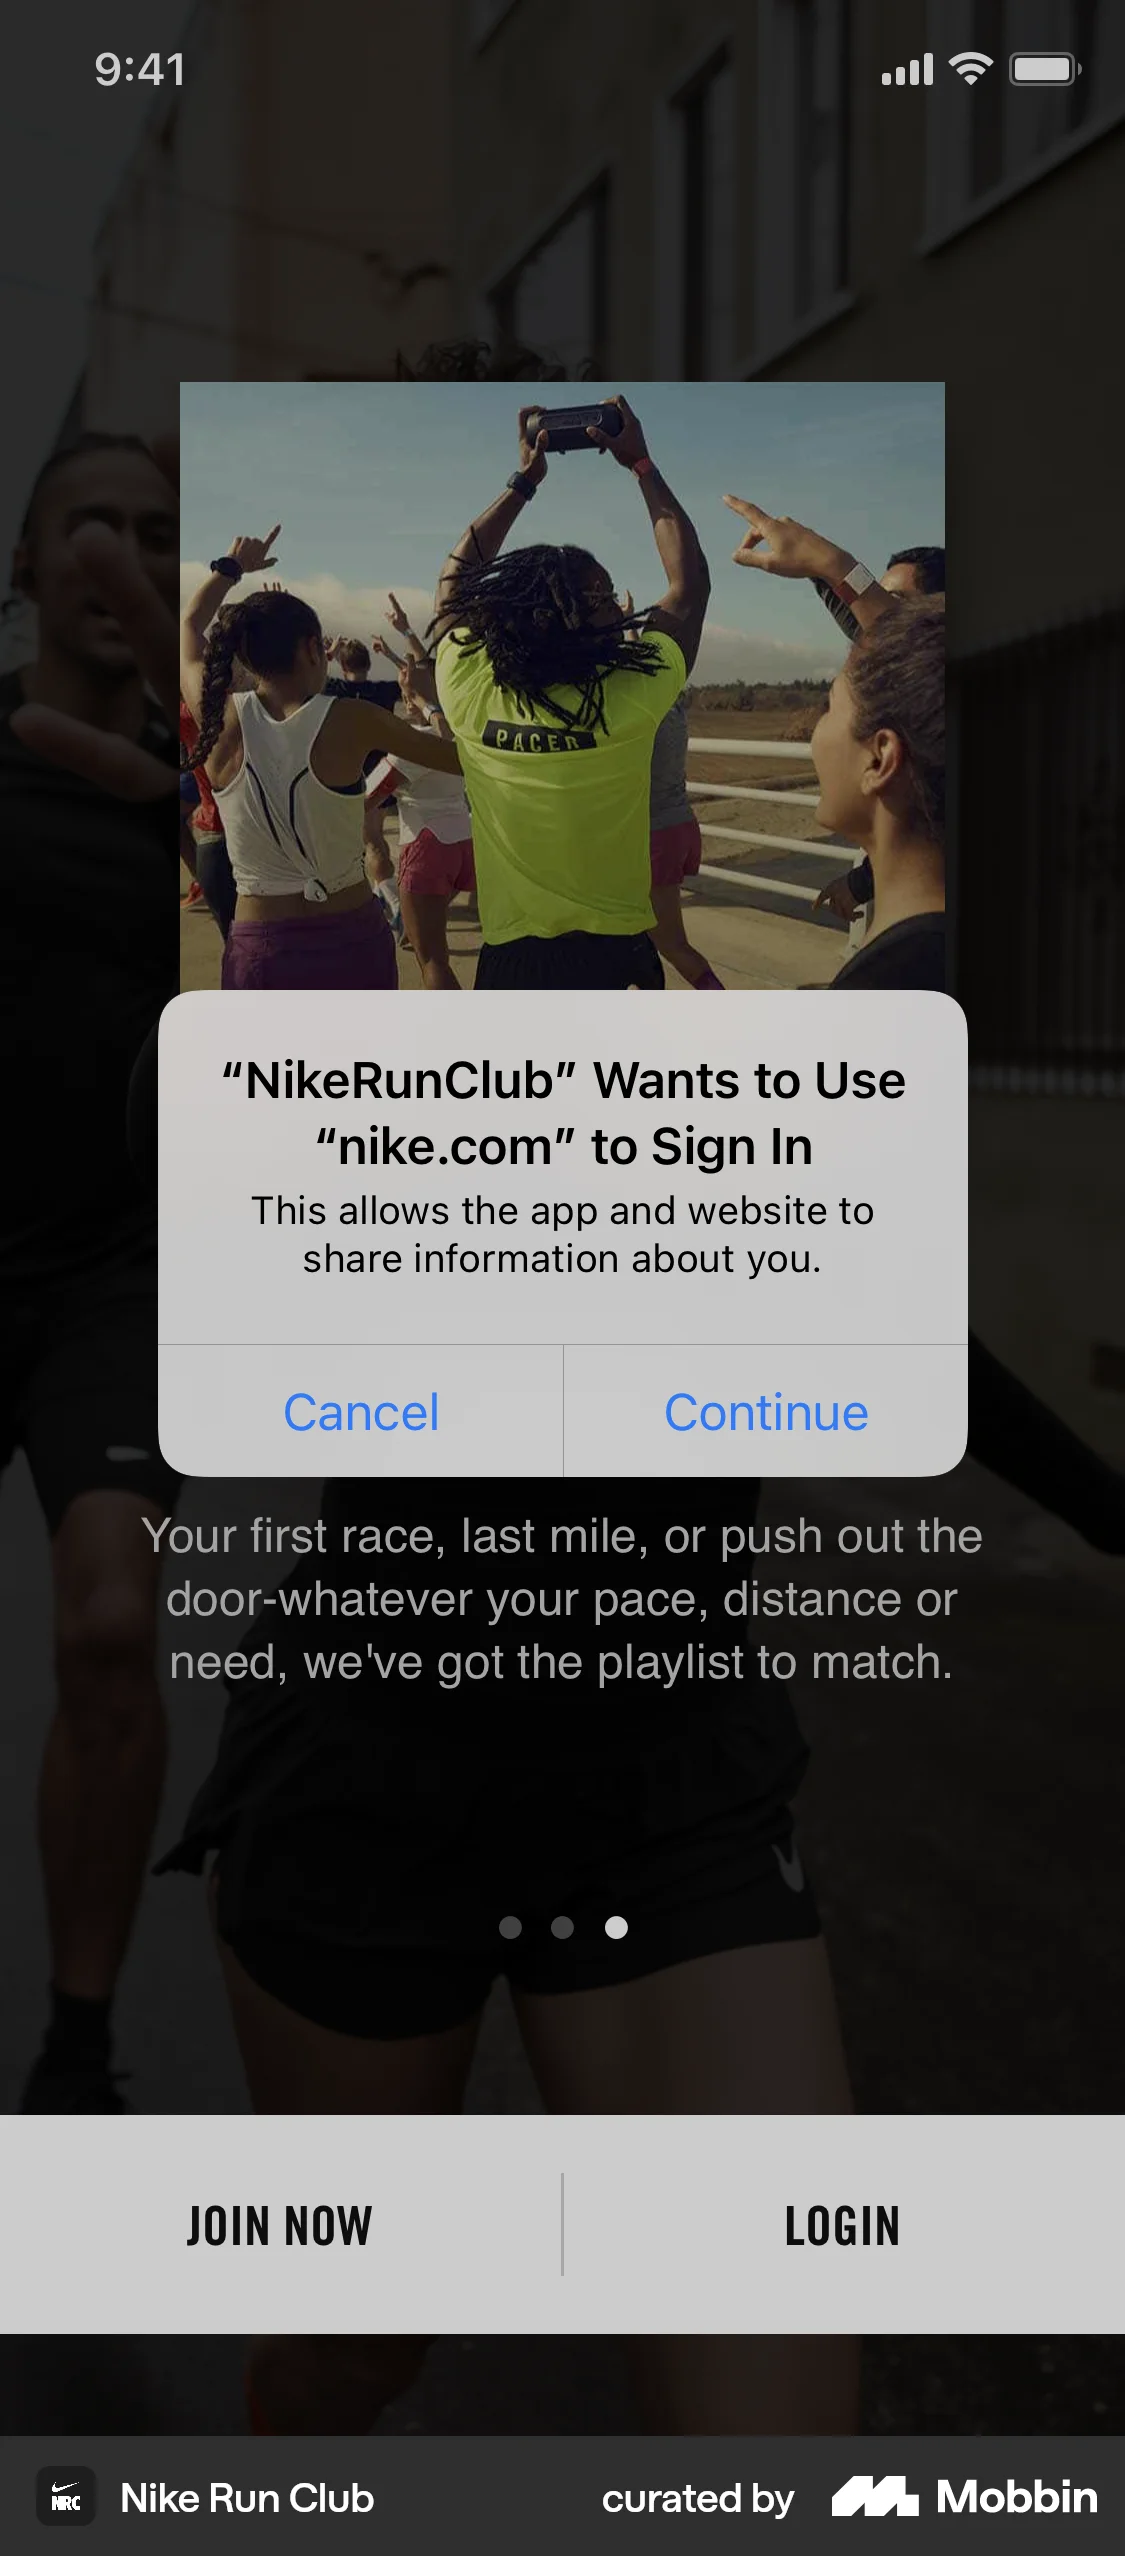 9:41
PACER
“NikeRunClub” Wants to Use
“nike.com” to Sign In
This allows the app and website to
share information about you.
Cancel
Continue
Your first race, last mile, or push out the
door-whatever your pace, distance or
need, we've got the playlist to match.
JOIN NOW
LOGIN
NRC
Nike Run Club
curated by
Mobbin